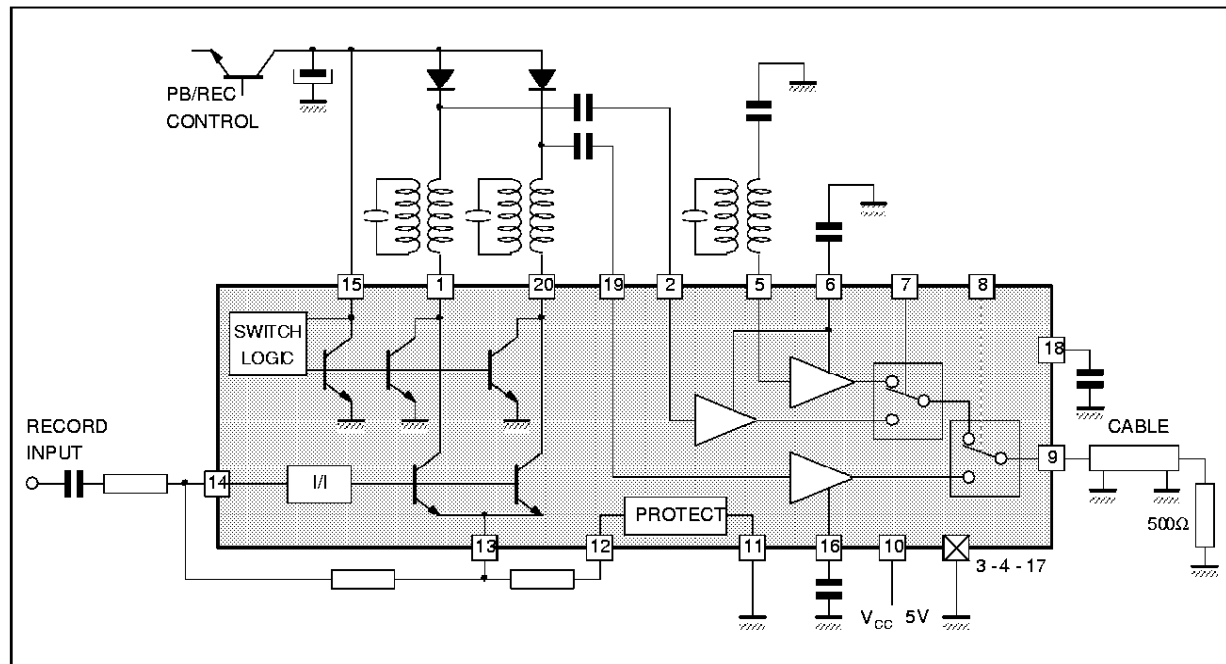 PB/REC
CONTROL
15
1
20
19
2
5
6
7
8
SWITCH
LOGIC
18
RECORD
INPUT
CABLE
9
14
I/I
PROTECT
500Ω
13
12
11
16
10
3 - 4 - 17
VCC 5V